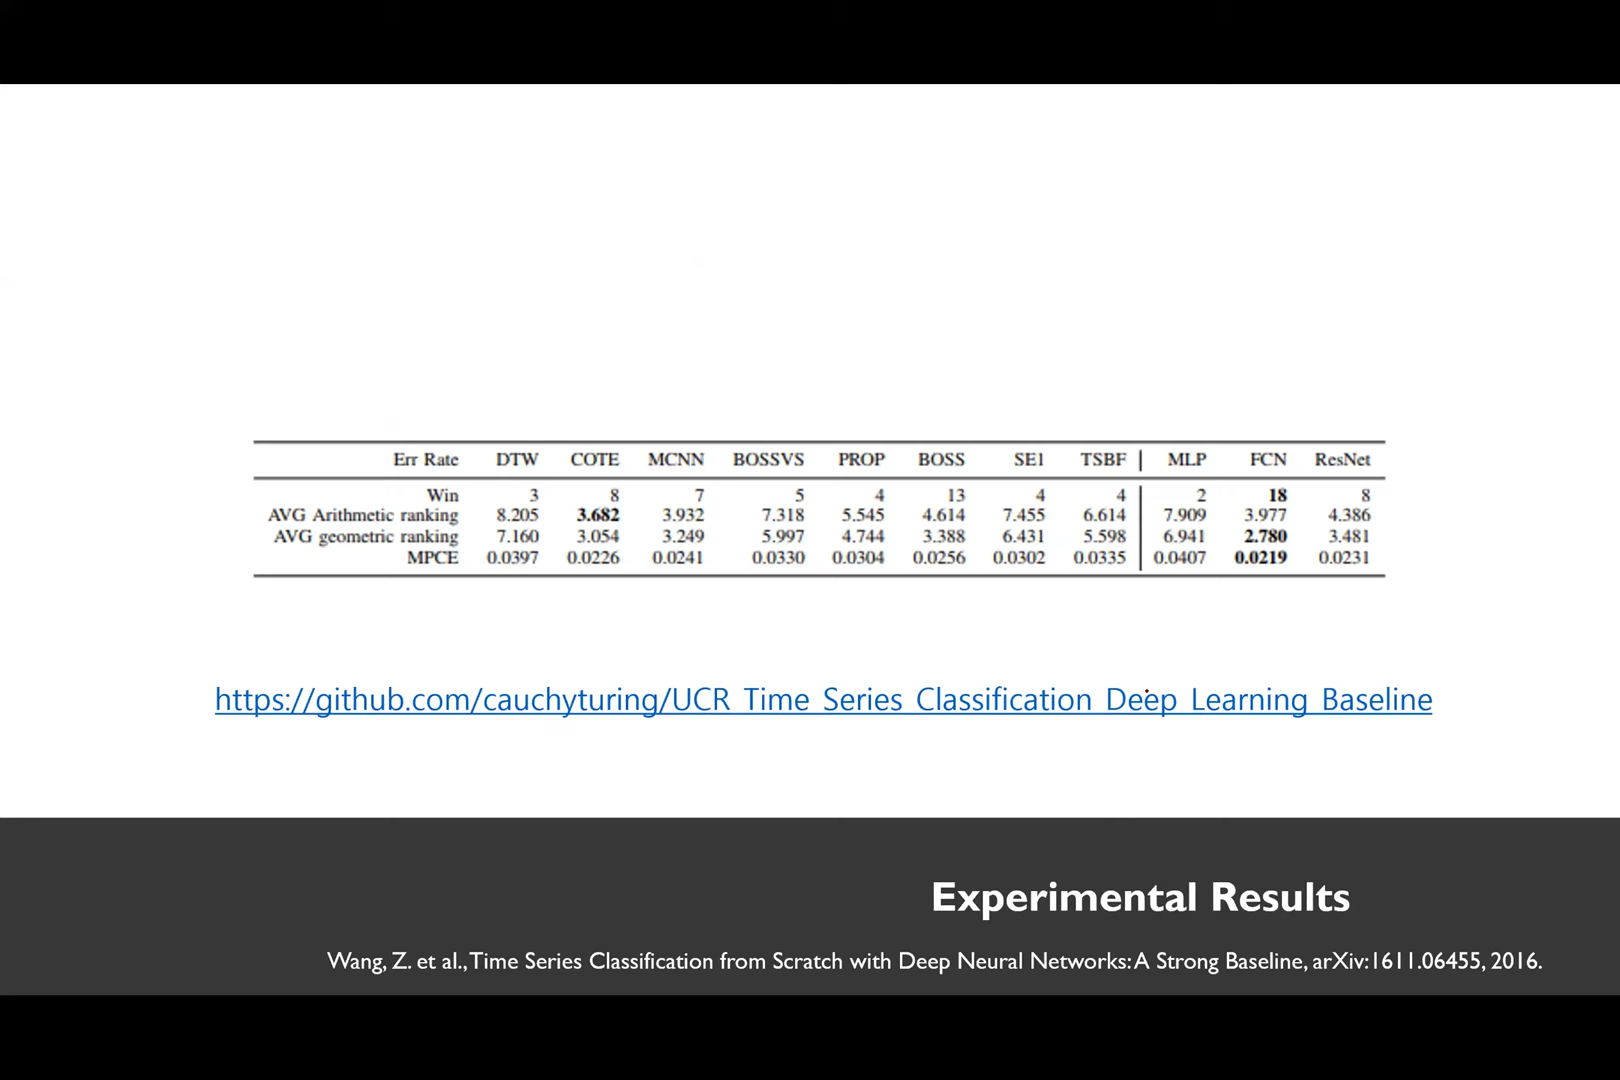 Err Rate DTW COTE MCNN BOSSVS PROP BOSS SE1 TSBF MLP FCN ResNet
Win 3 8 7 5 4 13 4 4 2 18 8
AVG Arithmetic ranking 8.205 3.682 3.932 7.318 5.545 4.614 7.455 6.614 7.909 3.977 4.386
AVG geometric ranking 7.160 3.054 3.249 5.997 4.744 3.388 6.431 5.598 6.941 2.780 3.481
MPCE 0.0397 0.0226 0.0241 0.0330 0.0304 0.0256 0.0302 0.0335 0.0407 0.0219 0.0231
https://github.com/cauchyturing/UCR_Time_Series_Classification_Deep_Learning_Baseline
Experimental Results
Wang, Z. et al., Time Series Classification from Scratch with Deep Neural Networks: A Strong Baseline, arXiv:1611.06455, 2016.